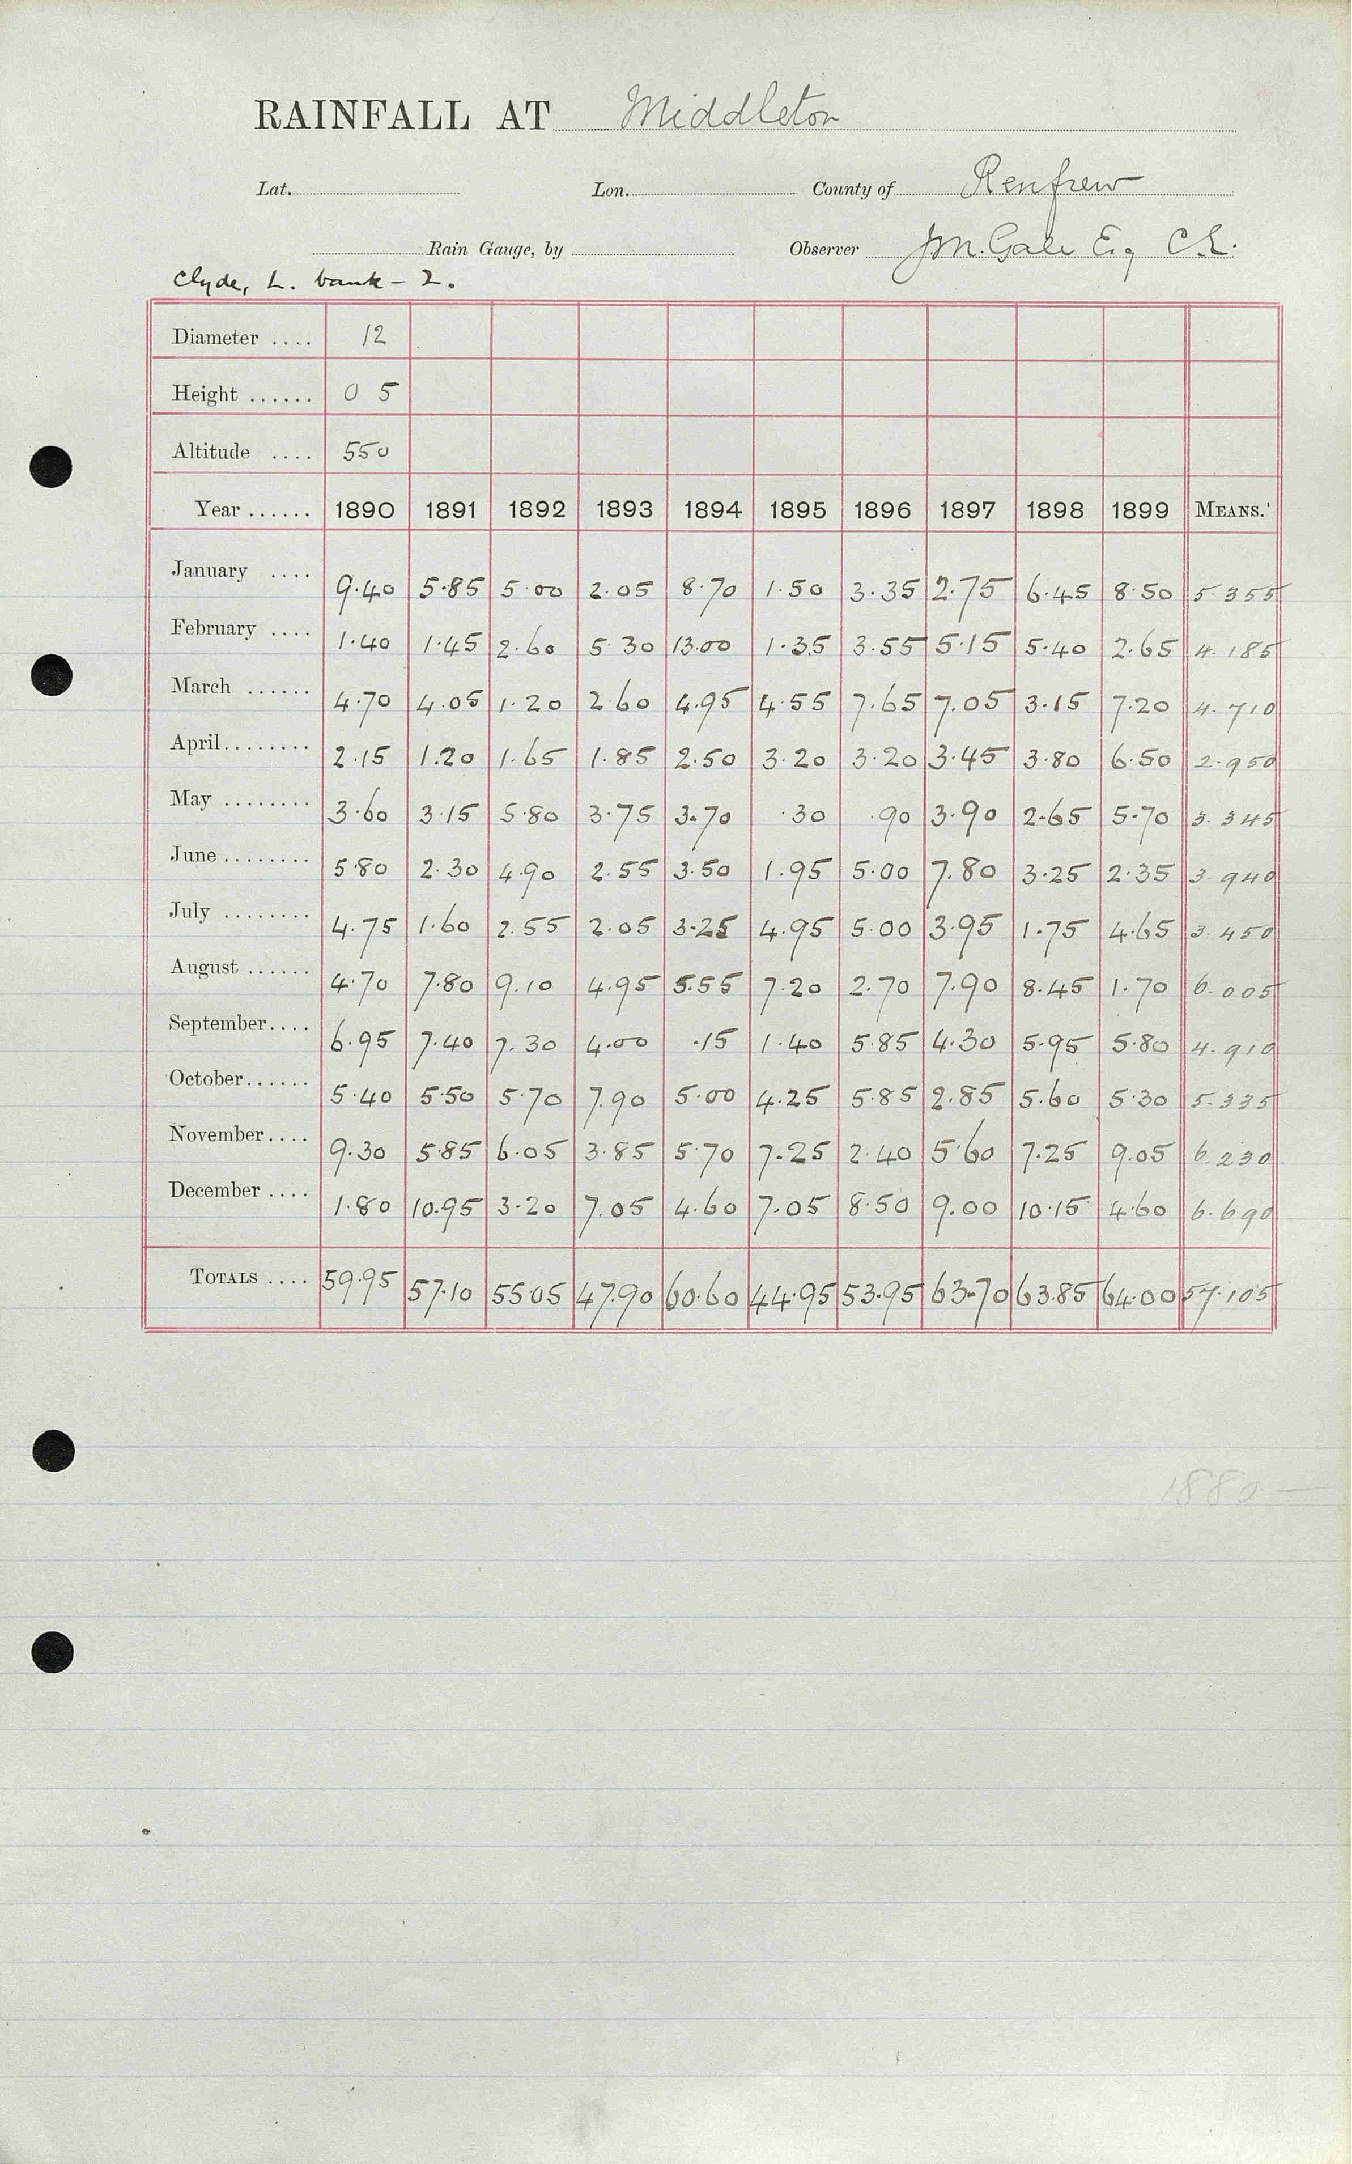 RAINFALL AT Middleton
Lat. Lon. County of Renfrew
Rain Gauge, by Observer J.M. Gale Esq C.E.
Clyde, L. bank - 2.
Diameter .... 12
Height ...... 0 5
Altitude .... 550
Year ...... 1890 1891 1892 1893 1894 1895 1896 1897 1898 1899 MEANS.
January .... 9.40 5.85 5.00 2.05 8.70 1.50 3.35 2.75 6.45 8.50 5.355
February .... 1.40 1.45 2.60 5.30 13.00 1.35 3.55 5.15 5.40 2.65 4.185
March ...... 4.70 4.05 1.20 2.60 4.95 4.55 7.65 7.05 3.15 7.20 4.710
April ........ 2.15 1.20 1.65 1.85 2.50 3.20 3.20 3.45 3.80 6.50 2.950
May ........ 3.60 3.15 5.80 3.75 3.70 .30 .90 3.90 2.65 5.70 3.345
June ........ 5.80 2.30 4.90 2.55 3.50 1.95 5.00 7.80 3.25 2.35 3.940
July ........ 4.75 1.60 2.55 2.05 3.25 4.95 5.00 3.95 1.75 4.65 3.450
August ...... 4.70 7.80 9.10 4.95 5.55 7.20 2.70 7.90 8.45 1.70 6.005
September .... 6.95 7.40 7.30 4.00 .15 1.40 5.85 4.30 5.95 5.80 4.910
October ...... 5.40 5.50 5.70 7.90 5.00 4.25 5.85 2.85 5.60 5.30 5.335
November .... 9.30 5.85 6.05 3.85 5.70 7.25 2.40 5.60 7.25 9.05 6.230
December .... 1.80 10.95 3.20 7.05 4.60 7.05 8.50 9.00 10.15 4.60 6.690
TOTALS .... 59.95 57.10 55.05 47.90 60.60 44.95 53.95 63.70 63.85 64.00 57.105
1880 -